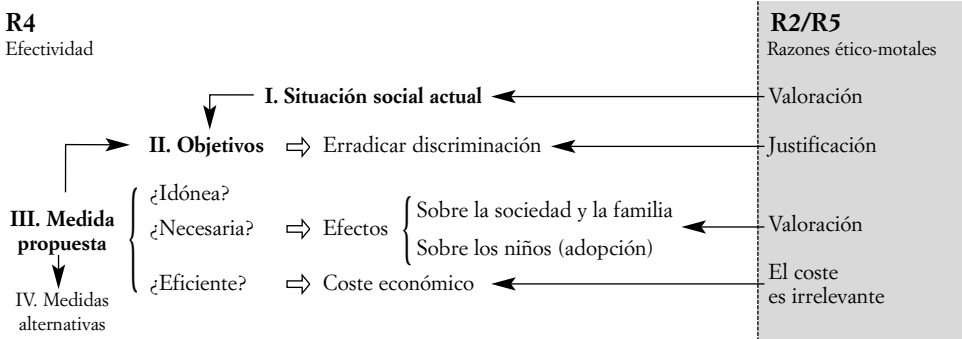 R4
Efectividad
R2/R5
Razones ético-motales
I. Situación social actual
Valoración
II. Objetivos
Erradicar discriminación
Justificación
III. Medida
propuesta
¿Idónea?
¿Necesaria?
Efectos
Sobre la sociedad y la familia
Sobre los niños (adopción)
Valoración
¿Eficiente?
Coste económico
El coste
es irrelevante
IV. Medidas
alternativas